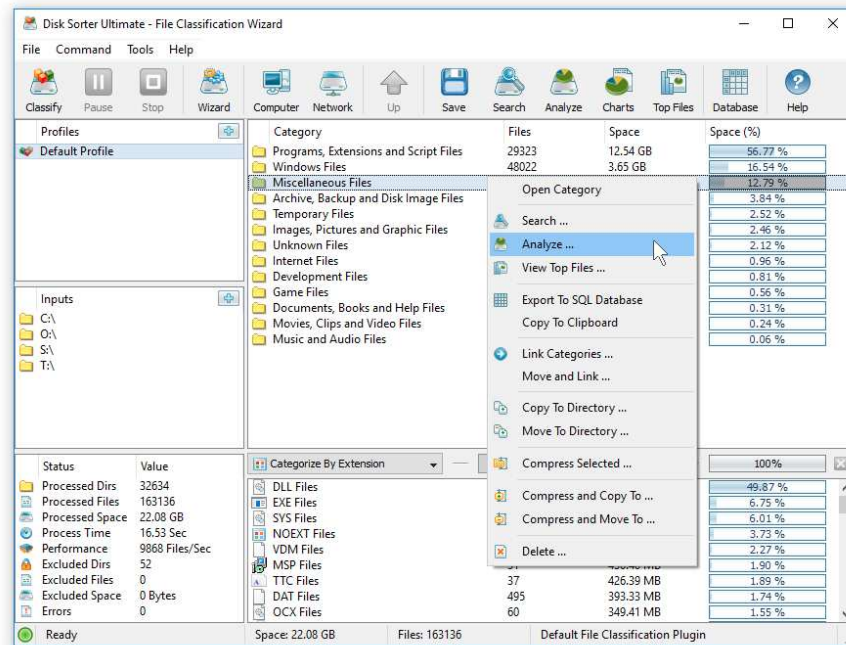 Disk Sorter Ultimate - File Classification Wizard
File Command Tools Help
Classify Pause Stop Wizard Computer Network Up Save Search Analyze Charts Top Files Database Help
Profiles
Default Profile
Inputs
C:\
O:\
S:\
T:\
Category Files Space Space (%)
Programs, Extensions and Script Files 29323 12.54 GB 56.77 %
Windows Files 48022 3.65 GB 16.54 %
Miscellaneous Files 12.79 %
Archive, Backup and Disk Image Files 3.84 %
Temporary Files 2.52 %
Images, Pictures and Graphic Files 2.46 %
Unknown Files 2.12 %
Internet Files 0.96 %
Development Files 0.81 %
Game Files 0.56 %
Documents, Books and Help Files 0.31 %
Movies, Clips and Video Files 0.24 %
Music and Audio Files 0.06 %
Open Category
Search ...
Analyze ...
View Top Files ...
Export To SQL Database
Copy To Clipboard
Link Categories ...
Move and Link ...
Copy To Directory ...
Move To Directory ...
Compress Selected ...
Compress and Copy To ...
Compress and Move To ...
Delete ...
Status Value
Processed Dirs 32634
Processed Files 163136
Processed Space 22.08 GB
Process Time 16.53 Sec
Performance 9868 Files/Sec
Excluded Dirs 52
Excluded Files 0
Excluded Space 0 Bytes
Errors 0
Categorize By Extension 100%
DLL Files 49.87 %
EXE Files 6.75 %
SYS Files 6.01 %
NOEXT Files 3.73 %
VDM Files 2.27 %
MSP Files 1.90 %
TTC Files 37 426.39 MB 1.89 %
DAT Files 495 393.33 MB 1.74 %
OCX Files 60 349.41 MB 1.55 %
Ready Space: 22.08 GB Files: 163136 Default File Classification Plugin